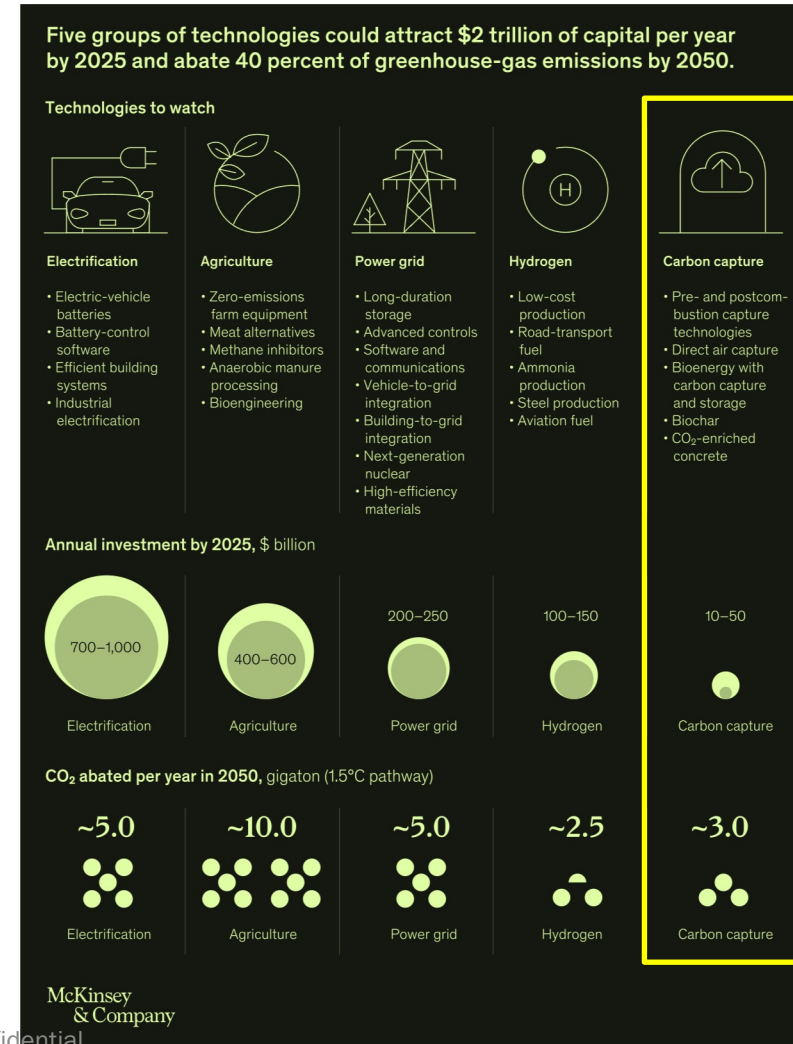 Five groups of technologies could attract $2 trillion of capital per year
by 2025 and abate 40 percent of greenhouse-gas emissions by 2050.
Technologies to watch
H
Electrification
• Electric-vehicle
batteries
• Battery-control
software
• Efficient building
systems
• Industrial
electrification
Agriculture
• Zero-emissions
farm equipment
• Meat alternatives
• Methane inhibitors
• Anaerobic manure
processing
• Bioengineering
Power grid
• Long-duration
storage
• Advanced controls
• Software and
communications
• Vehicle-to-grid
integration
• Building-to-grid
integration
• Next-generation
nuclear
• High-efficiency
materials
Hydrogen
• Low-cost
production
• Road-transport
fuel
• Ammonia
production
• Steel production
• Aviation fuel
Carbon capture
• Pre- and postcom-
bustion capture
technologies
• Direct air capture
• Bioenergy with
carbon capture
and storage
• Biochar
• CO₂-enriched
concrete
Annual investment by 2025, $ billion
700–1,000
Electrification
400–600
Agriculture
200–250
Power grid
100–150
Hydrogen
10–50
Carbon capture
CO₂ abated per year in 2050, gigaton (1.5°C pathway)
~5.0
Electrification
~10.0
Agriculture
~5.0
Power grid
~2.5
Hydrogen
~3.0
Carbon capture
McKinsey
& Company